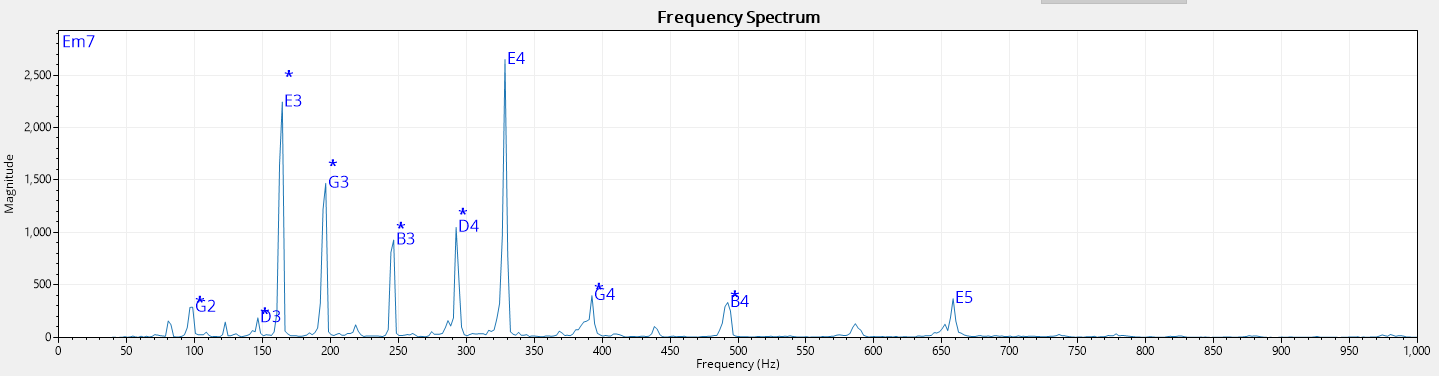 Frequency Spectrum
Em7
E4
*
E3
*
G3
*
D4
*
B3
*
G4
*
B4
E5
*
G2
*
D3
2,500
2,000
1,500
1,000
500
0
Magnitude
0 50 100 150 200 250 300 350 400 450 500 550 600 650 700 750 800 850 900 950 1,000
Frequency (Hz)